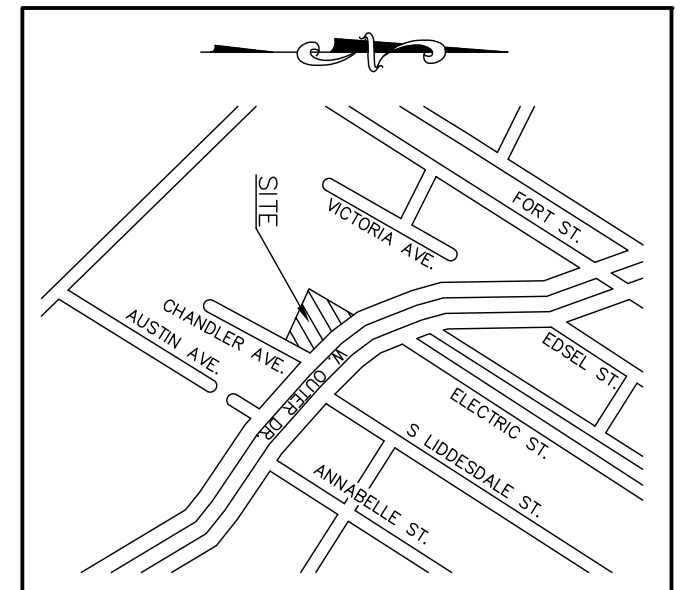 N
SITE
FORT ST.
VICTORIA AVE.
CHANDLER AVE.
AUSTIN AVE.
W. OUTER DR.
EDSEL ST.
ELECTRIC ST.
S LIDDESDALE ST.
ANNABELLE ST.